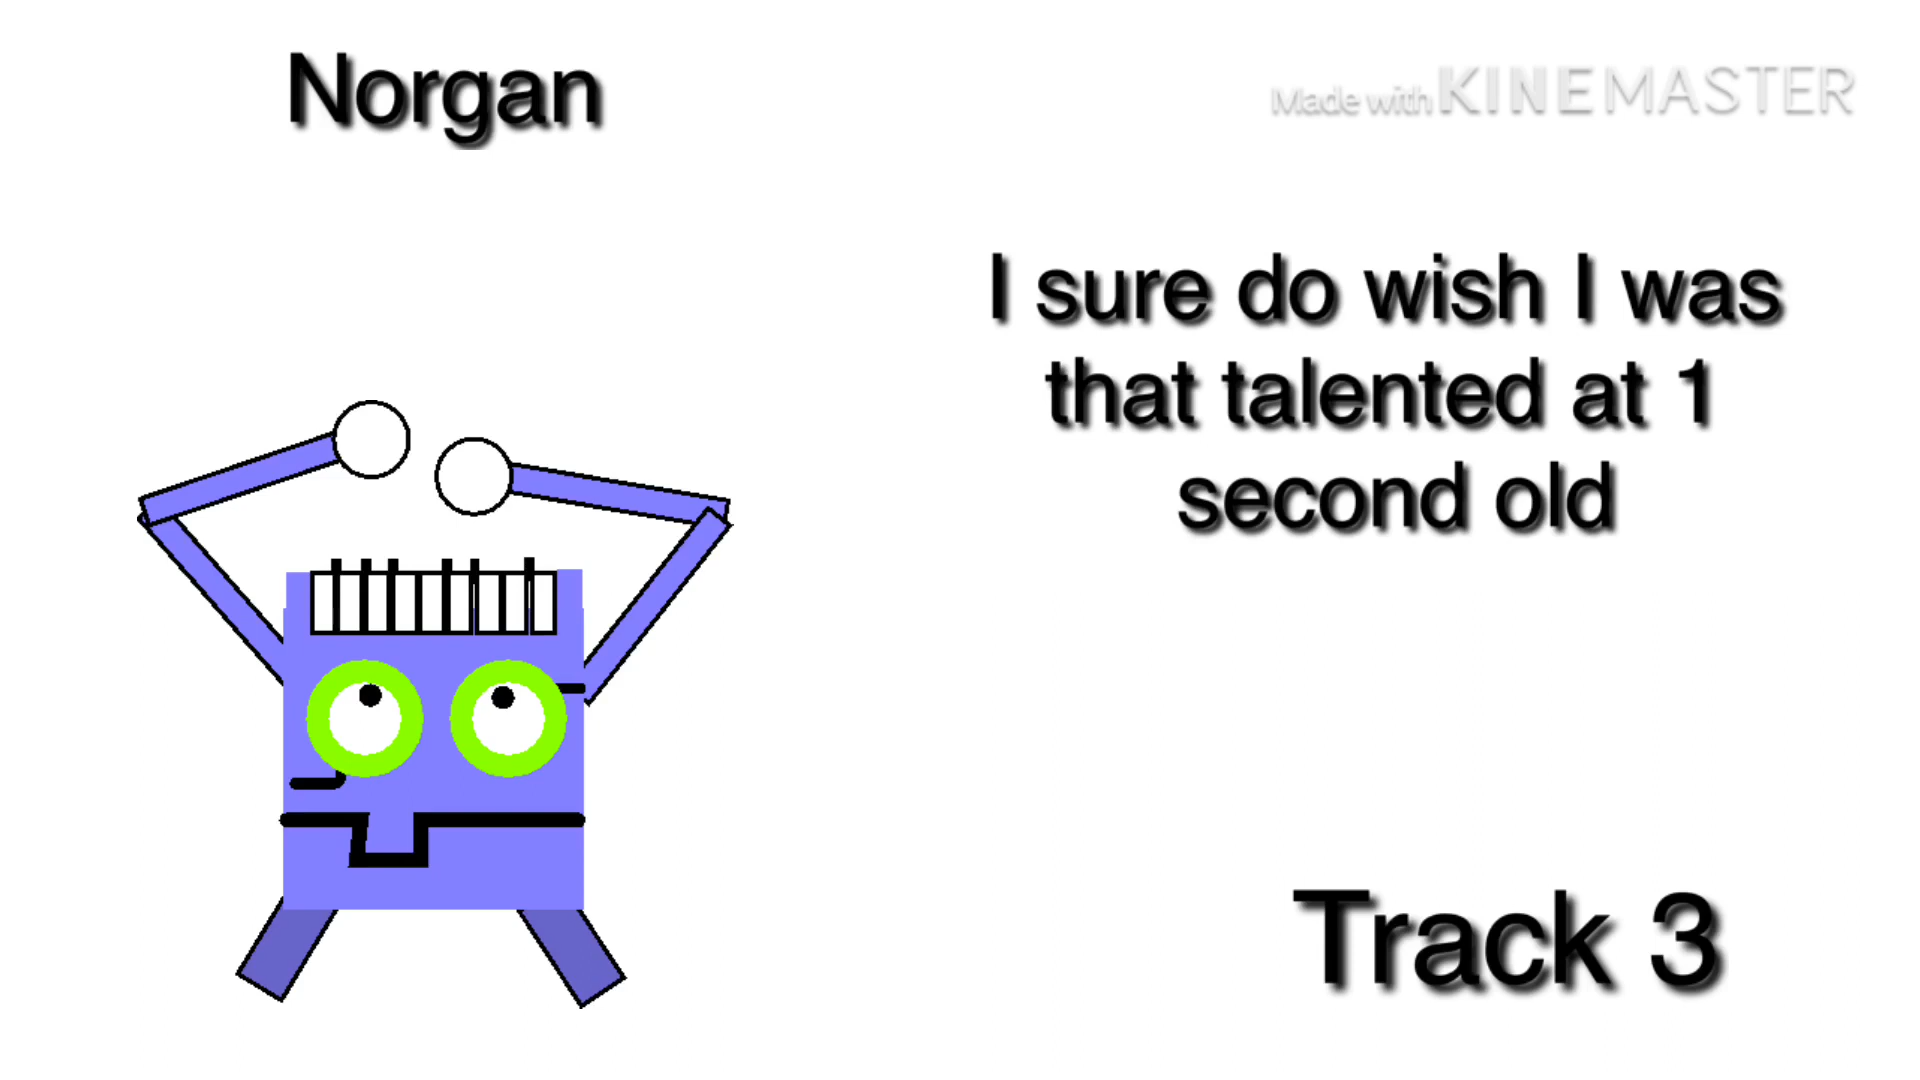 Norgan
Made with KINEMASTER
I sure do wish I was
that talented at 1
second old
Track 3